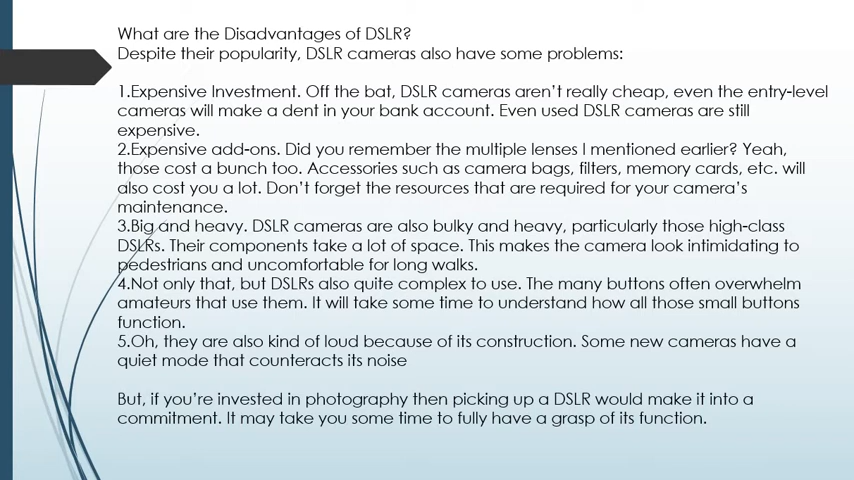 What are the Disadvantages of DSLR?
Despite their popularity, DSLR cameras also have some problems:
1.Expensive Investment. Off the bat, DSLR cameras aren’t really cheap, even the entry-level
cameras will make a dent in your bank account. Even used DSLR cameras are still
expensive.
2.Expensive add-ons. Did you remember the multiple lenses I mentioned earlier? Yeah,
those cost a bunch too. Accessories such as camera bags, filters, memory cards, etc. will
also cost you a lot. Don’t forget the resources that are required for your camera’s
maintenance.
3.Big and heavy. DSLR cameras are also bulky and heavy, particularly those high-class
DSLRs. Their components take a lot of space. This makes the camera look intimidating to
pedestrians and uncomfortable for long walks.
4.Not only that, but DSLRs also quite complex to use. The many buttons often overwhelm
amateurs that use them. It will take some time to understand how all those small buttons
function.
5.Oh, they are also kind of loud because of its construction. Some new cameras have a
quiet mode that counteracts its noise
But, if you’re invested in photography then picking up a DSLR would make it into a
commitment. It may take you some time to fully have a grasp of its function.